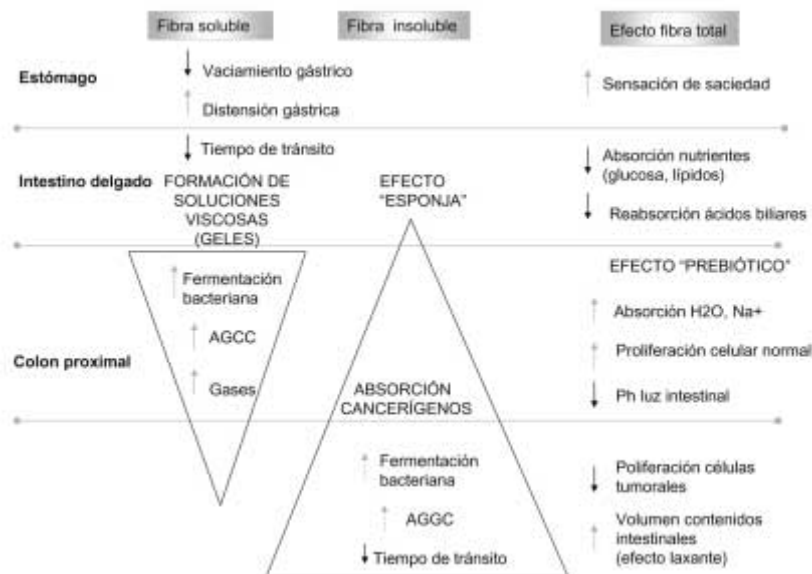 Fibra soluble
Fibra insoluble
Efecto fibra total
Estómago
Vaciamiento gástrico
Distensión gástrica
Sensación de saciedad
Intestino delgado
Tiempo de tránsito
FORMACIÓN DE
SOLUCIONES
VISCOSAS
(GELES)
EFECTO
“ESPONJA”
Absorción nutrientes
(glucosa, lípidos)
Reabsorción ácidos biliares
Colon proximal
Fermentación
bacteriana
AGCC
Gases
ABSORCIÓN
CANCERÍGENOS
EFECTO “PREBIÓTICO”
Absorción H2O, Na+
Proliferación celular normal
Ph luz intestinal
Fermentación
bacteriana
AGGC
Tiempo de tránsito
Poliferación células
tumorales
Volumen contenidos
intestinales
(efecto laxante)